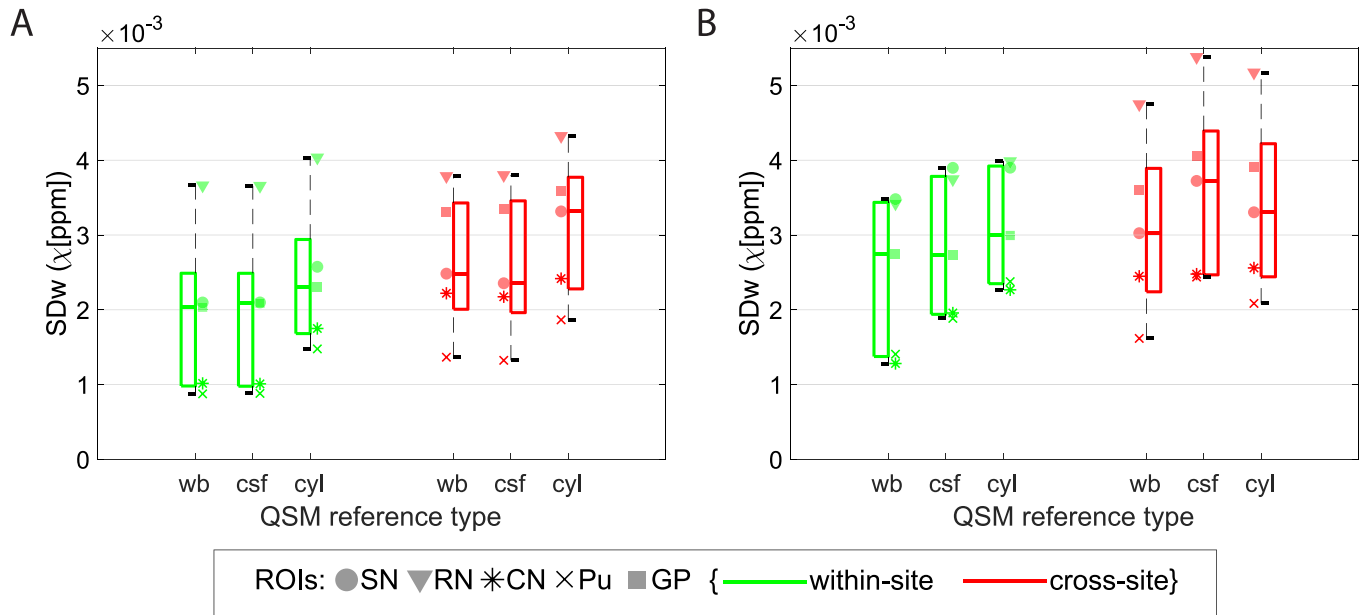 A
×10⁻³
5
4
3
2
1
0
SDw (χ[ppm])
wb csf cyl wb csf cyl
QSM reference type
B
×10⁻³
5
4
3
2
1
0
SDw (χ[ppm])
wb csf cyl wb csf cyl
QSM reference type
ROIs: SN RN CN Pu GP { within-site cross-site}